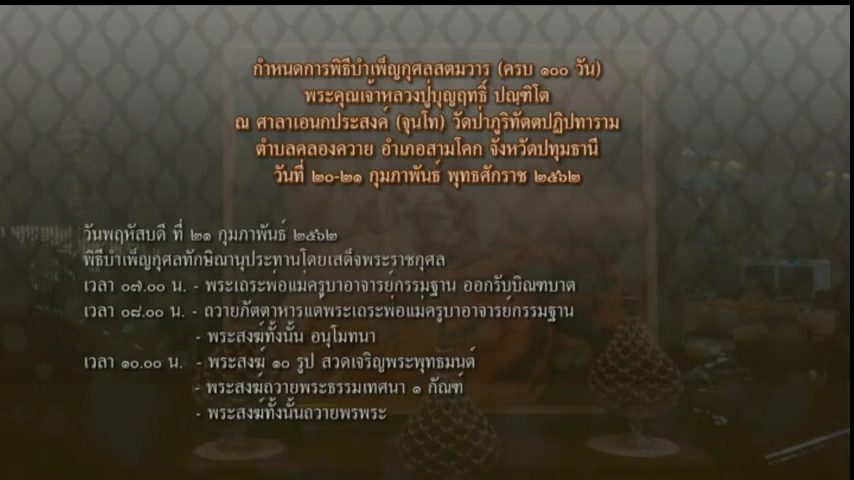 กำหนดการพิธีบำเพ็ญกุศลสตมวาร (ครบ ๑๐๐ วัน)
พระคุณเจ้าหลวงปู่บุญฤทธิ์ ปณฺฑิโต
ณ ศาลาเอนกประสงค์ (จุนโท) วัดป่าภูริทัตตปฏิปทาราม
ตำบลคลองควาย อำเภอสามโคก จังหวัดปทุมธานี
วันที่ ๒๐-๒๑ กุมภาพันธ์ พุทธศักราช ๒๕๖๒
วันพฤหัสบดี ที่ ๒๑ กุมภาพันธ์ ๒๕๖๒
พิธีบำเพ็ญกุศลทักษิณานุประทานโดยเสด็จพระราชกุศล
เวลา ๐๗.๐๐ น. - พระเถระพ่อแม่ครูบาอาจารย์กรรมฐาน ออกรับบิณฑบาต
เวลา ๐๘.๐๐ น. - ถวายภัตตาหารแด่พระเถระพ่อแม่ครูบาอาจารย์กรรมฐาน
- พระสงฆ์ทั้งนั้น อนุโมทนา
เวลา ๑๐.๐๐ น. - พระสงฆ์ ๑๐ รูป สวดเจริญพระพุทธมนต์
- พระสงฆ์ถวายพระธรรมเทศนา ๑ กัณฑ์
- พระสงฆ์ทั้งนั้นถวายพรพระ